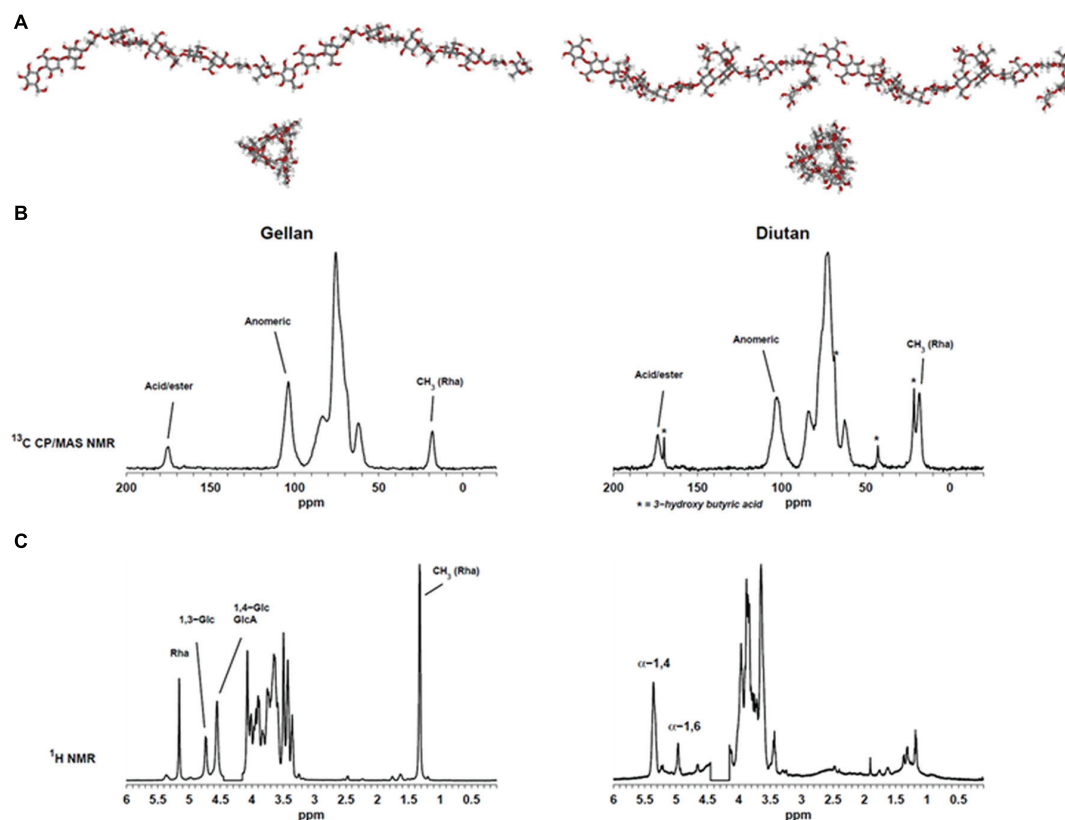 A
B
Gellan
Diutan
Anomeric
Acid/ester
CH3 (Rha)
13C CP/MAS NMR
200 150 100 50 0
ppm
Anomeric
Acid/ester
CH3 (Rha)
*
*
*
*
200 150 100 50 0
ppm
* = 3-hydroxy butyric acid
C
CH3 (Rha)
1,3-Glc
1,4-Glc
GlcA
Rha
1H NMR
6 5.5 5 4.5 4 3.5 3 2.5 2 1.5 1 0.5
ppm
α-1,4
α-1,6
6 5.5 5 4.5 4 3.5 3 2.5 2 1.5 1 0.5
ppm